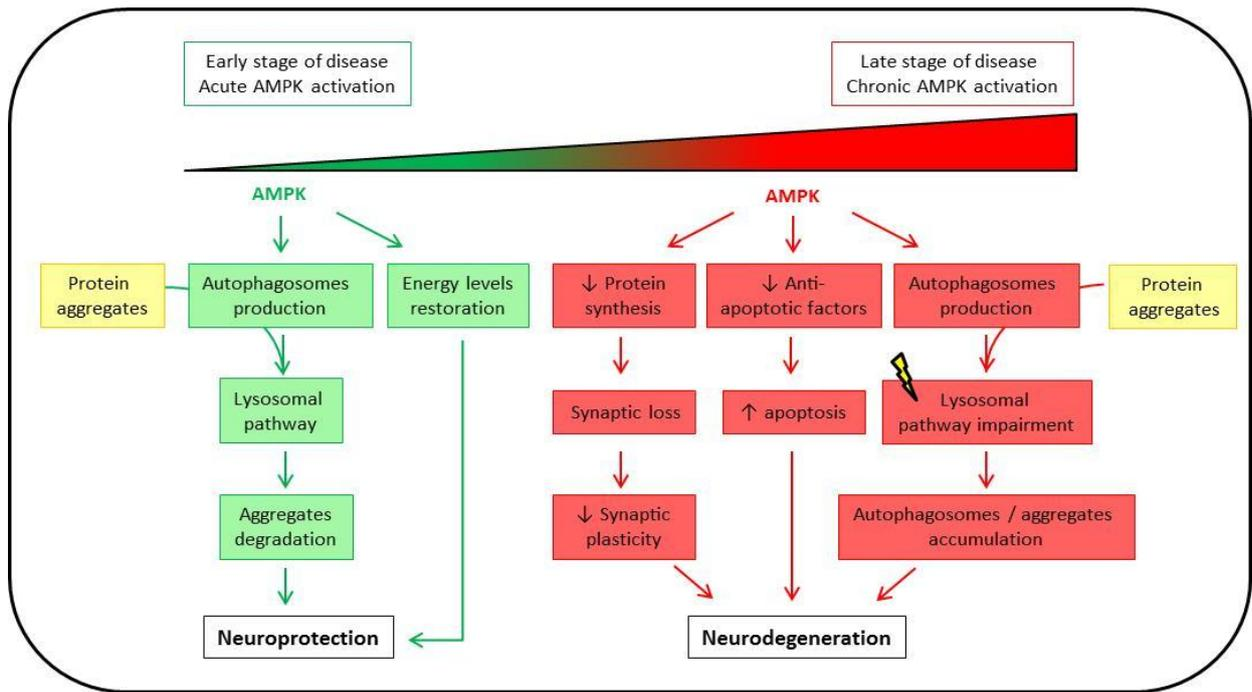 Early stage of disease
Acute AMPK activation
Late stage of disease
Chronic AMPK activation
AMPK
AMPK
Protein
aggregates
Autophagosomes
production
Energy levels
restoration
↓ Protein
synthesis
↓ Anti-
apoptotic factors
Autophagosomes
production
Protein
aggregates
Lysosomal
pathway
Synaptic loss
↑ apoptosis
Lysosomal
pathway impairment
Aggregates
degradation
↓ Synaptic
plasticity
Autophagosomes / aggregates
accumulation
Neuroprotection
Neurodegeneration